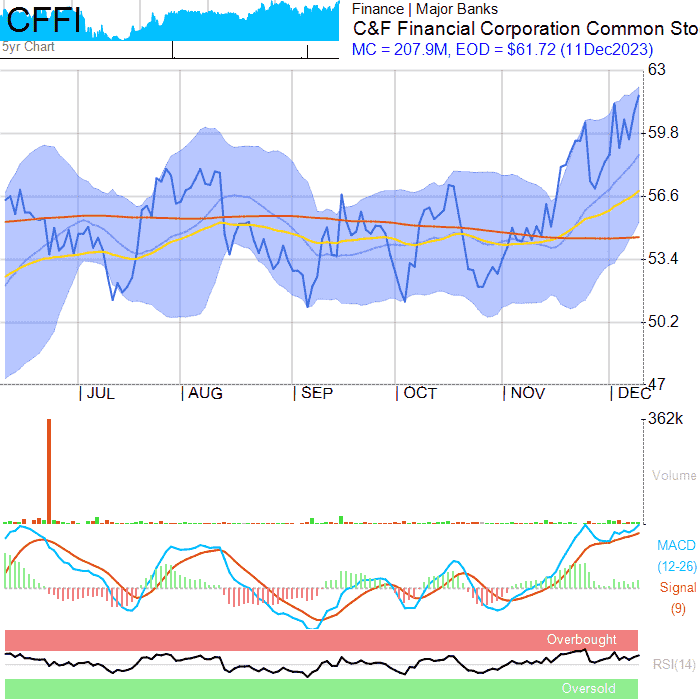 CFFI
5yr Chart
Finance | Major Banks
C&F Financial Corporation Common Sto
MC = 207.9M, EOD = $61.72 (11Dec2023)
63
59.8
56.6
53.4
50.2
47
JUL
AUG
SEP
OCT
NOV
DEC
362k
Volume
MACD
(12-26)
Signal
(9)
Overbought
RSI(14)
Oversold